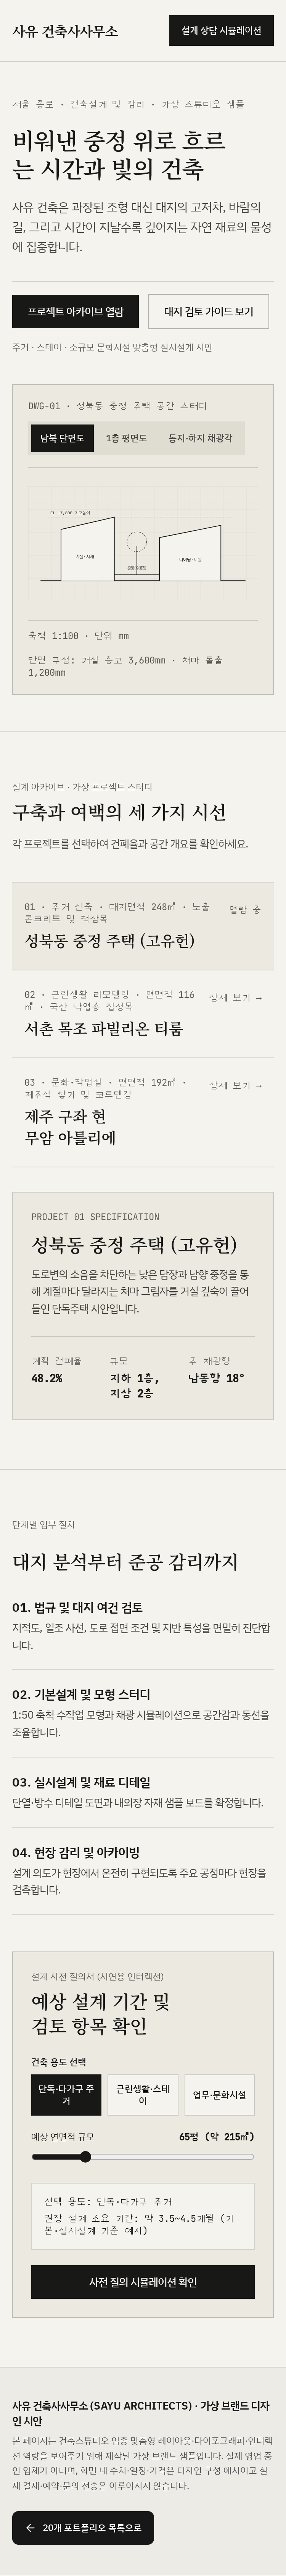 사유 건축사사무소
설계 상담 시뮬레이션
서울 종로 · 건축설계 및 감리 · 가상 스튜디오 샘플
비워낸 중정 위로 흐르
는 시간과 빛의 건축
사유 건축은 과장된 조형 대신 대지의 고저차, 바람의
길, 그리고 시간이 지날수록 깊어지는 자연 재료의 물성
에 집중합니다.
프로젝트 아카이브 열람
대지 검토 가이드 보기
주거 · 스테이 · 소규모 문화시설 맞춤형 실시설계 시안
DWG-01 · 성북동 중정 주택 공간 스터디
남북 단면도
1층 평면도
동지·하지 채광각
거실 · 서재
다이닝 · 다실
축척 1:100 · 단위 mm
단면 구성: 거실 층고 3,600mm · 처마 돌출
1,200mm
설계 아카이브 · 가상 프로젝트 스터디
구축과 여백의 세 가지 시선
각 프로젝트를 선택하여 건폐율과 공간 개요를 확인하세요.
01 · 주거 신축 · 대지면적 248㎡ · 노출
콘크리트 및 적삼목
열람 중
성북동 중정 주택 (고유헌)
02 · 근린생활 리모델링 · 연면적 116
㎡ · 국산 낙엽송 집성목
상세 보기 →
서촌 목조 파빌리온 티룸
03 · 문화·작업실 · 연면적 192㎡ ·
제주석 쌓기 및 코르텐강
상세 보기 →
제주 구좌 현
무암 아틀리에
PROJECT 01 SPECIFICATION
성북동 중정 주택 (고유헌)
도로변의 소음을 차단하는 낮은 담장과 남향 중정을 통
해 계절마다 달라지는 처마 그림자를 거실 깊숙이 끌어
들인 단독주택 시안입니다.
계획 건폐율
규모
주 채광향
48.2%
지하 1층,
지상 2층
남동향 18°
단계별 업무 절차
대지 분석부터 준공 감리까지
01. 법규 및 대지 여건 검토
지적도, 일조 사선, 도로 접면 조건 및 지반 특성을 면밀히 진단합
니다.
02. 기본설계 및 모형 스터디
1:50 축척 수작업 모형과 채광 시뮬레이션으로 공간감과 동선을
조율합니다.
03. 실시설계 및 재료 디테일
단열·방수 디테일 도면과 내외장 자재 샘플 보드를 확정합니다.
04. 현장 감리 및 아카이빙
설계 의도가 현장에서 온전히 구현되도록 주요 공정마다 현장을
검측합니다.
설계 사전 질의서 (시연용 인터랙션)
예상 설계 기간 및
검토 항목 확인
건축 용도 선택
단독·다가구 주
거
근린생활·스테
이
업무·문화시설
예상 연면적 규모
65평 (약 215㎡)
선택 용도: 단독·다가구 주거
권장 설계 소요 기간: 약 3.5~4.5개월 (기
본·실시설계 기준 예시)
사전 질의 시뮬레이션 확인
사유 건축사사무소 (SAYU ARCHITECTS) · 가상 브랜드 디자
인 시안
본 페이지는 건축스튜디오 업종 맞춤형 레이아웃·타이포그래피·인터랙
션 역량을 보여주기 위해 제작된 가상 브랜드 샘플입니다. 실제 영업 중
인 업체가 아니며, 화면 내 수치·일정·가격은 디자인 구성 예시이고 실
제 결제·예약·문의 전송은 이루어지지 않습니다.
← 20개 포트폴리오 목록으로